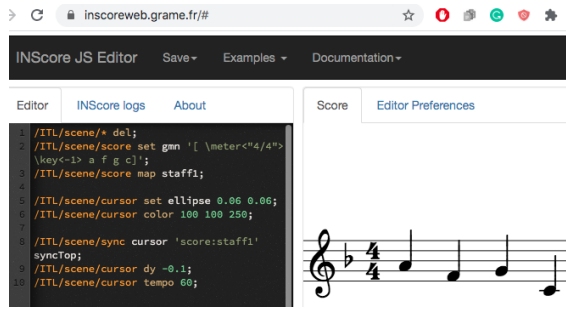 inscoreweb.grame.fr/#
INScore JS Editor Save Examples Documentation
Editor INScore logs About
Score Editor Preferences
1 /ITL/scene/* del;
2 /ITL/scene/score set gmn '[ \meter<"4/4">
\key<-1> a f g c]';
3 /ITL/scene/score map staff1;
4
5 /ITL/scene/cursor set ellipse 0.06 0.06;
6 /ITL/scene/cursor color 100 100 250;
7
8 /ITL/scene/sync cursor 'score:staff1'
syncTop;
9 /ITL/scene/cursor dy -0.1;
10 /ITL/scene/cursor tempo 60;
4
4